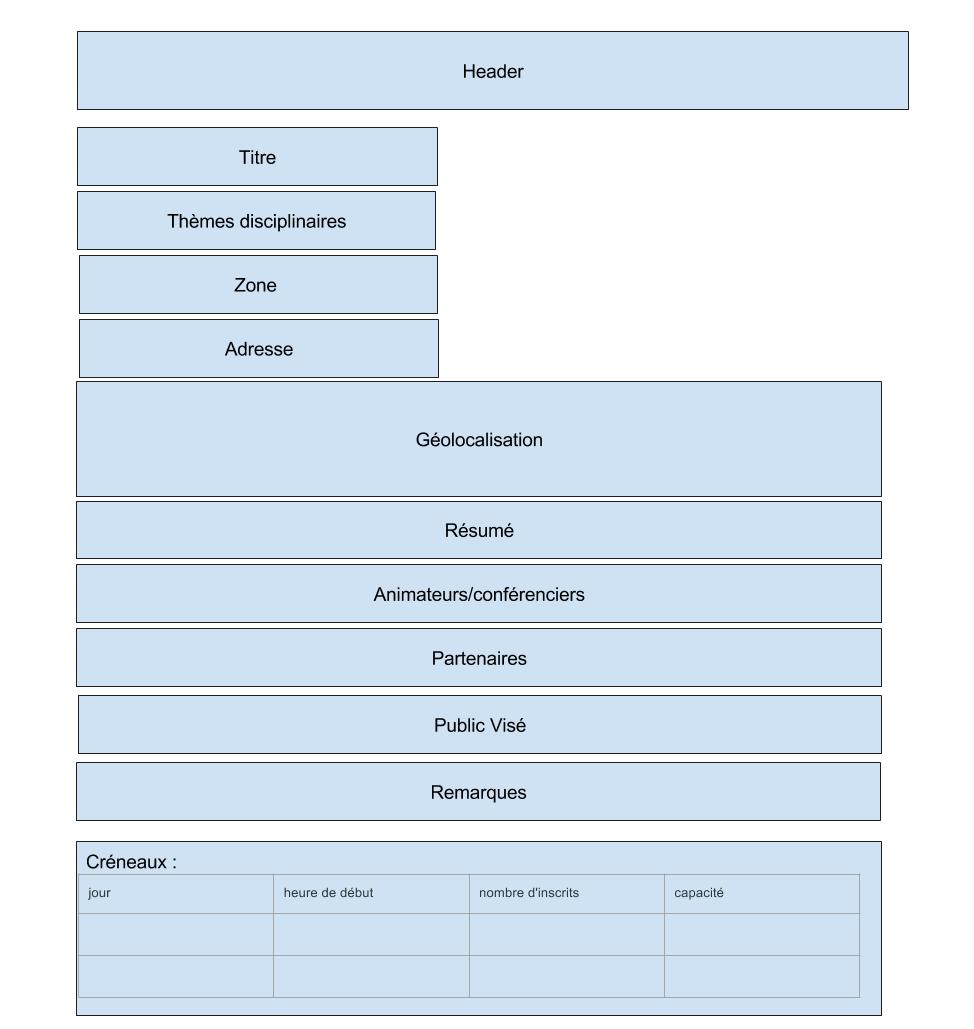 Header
Titre
Thèmes disciplinaires
Zone
Adresse
Géolocalisation
Résumé
Animateurs/conférenciers
Partenaires
Public Visé
Remarques
Créneaux :
jour heure de début nombre d'inscrits capacité